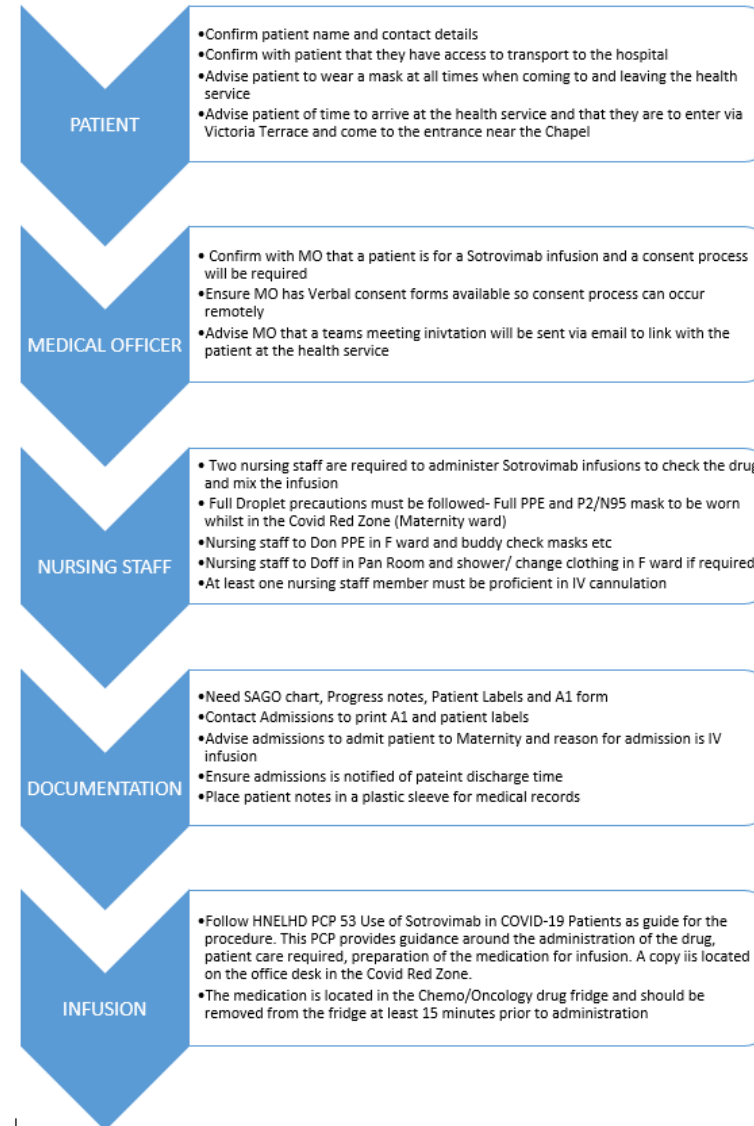 PATIENT
•Confirm patient name and contact details
•Confirm with patient that they have access to transport to the hospital
•Advise patient to wear a mask at all times when coming to and leaving the health
service
•Advise patient of time to arrive at the health service and that they are to enter via
Victoria Terrace and come to the entrance near the Chapel
MEDICAL OFFICER
• Confirm with MO that a patient is for a Sotrovimab infusion and a consent process
will be required
•Ensure MO has Verbal consent forms available so consent process can occur
remotely
•Advise MO that a teams meeting inivtation will be sent via email to link with the
patient at the health service
NURSING STAFF
• Two nursing staff are required to administer Sotrovimab infusions to check the drug
and mix the infusion
• Full Droplet precautions must be followed- Full PPE and P2/N95 mask to be worn
whilst in the Covid Red Zone (Maternity ward)
•Nursing staff to Don PPE in F ward and buddy check masks etc
•Nursing staff to Doff in Pan Room and shower/ change clothing in F ward if required
•At least one nursing staff member must be proficient in IV cannulation
DOCUMENTATION
•Need SAGO chart, Progress notes, Patient Labels and A1 form
•Contact Admissions to print A1 and patient labels
•Advise admissions to admit patient to Maternity and reason for admission is IV
infusion
•Ensure admissions is notified of pateint discharge time
•Place patient notes in a plastic sleeve for medical records
INFUSION
•Follow HNELHD PCP 53 Use of Sotrovimab in COVID-19 Patients as guide for the
procedure. This PCP provides guidance around the administration of the drug,
patient care required, preparation of the medication for infusion. A copy iis located
on the office desk in the Covid Red Zone.
•The medication is located in the Chemo/Oncology drug fridge and should be
removed from the fridge at least 15 minutes prior to administration